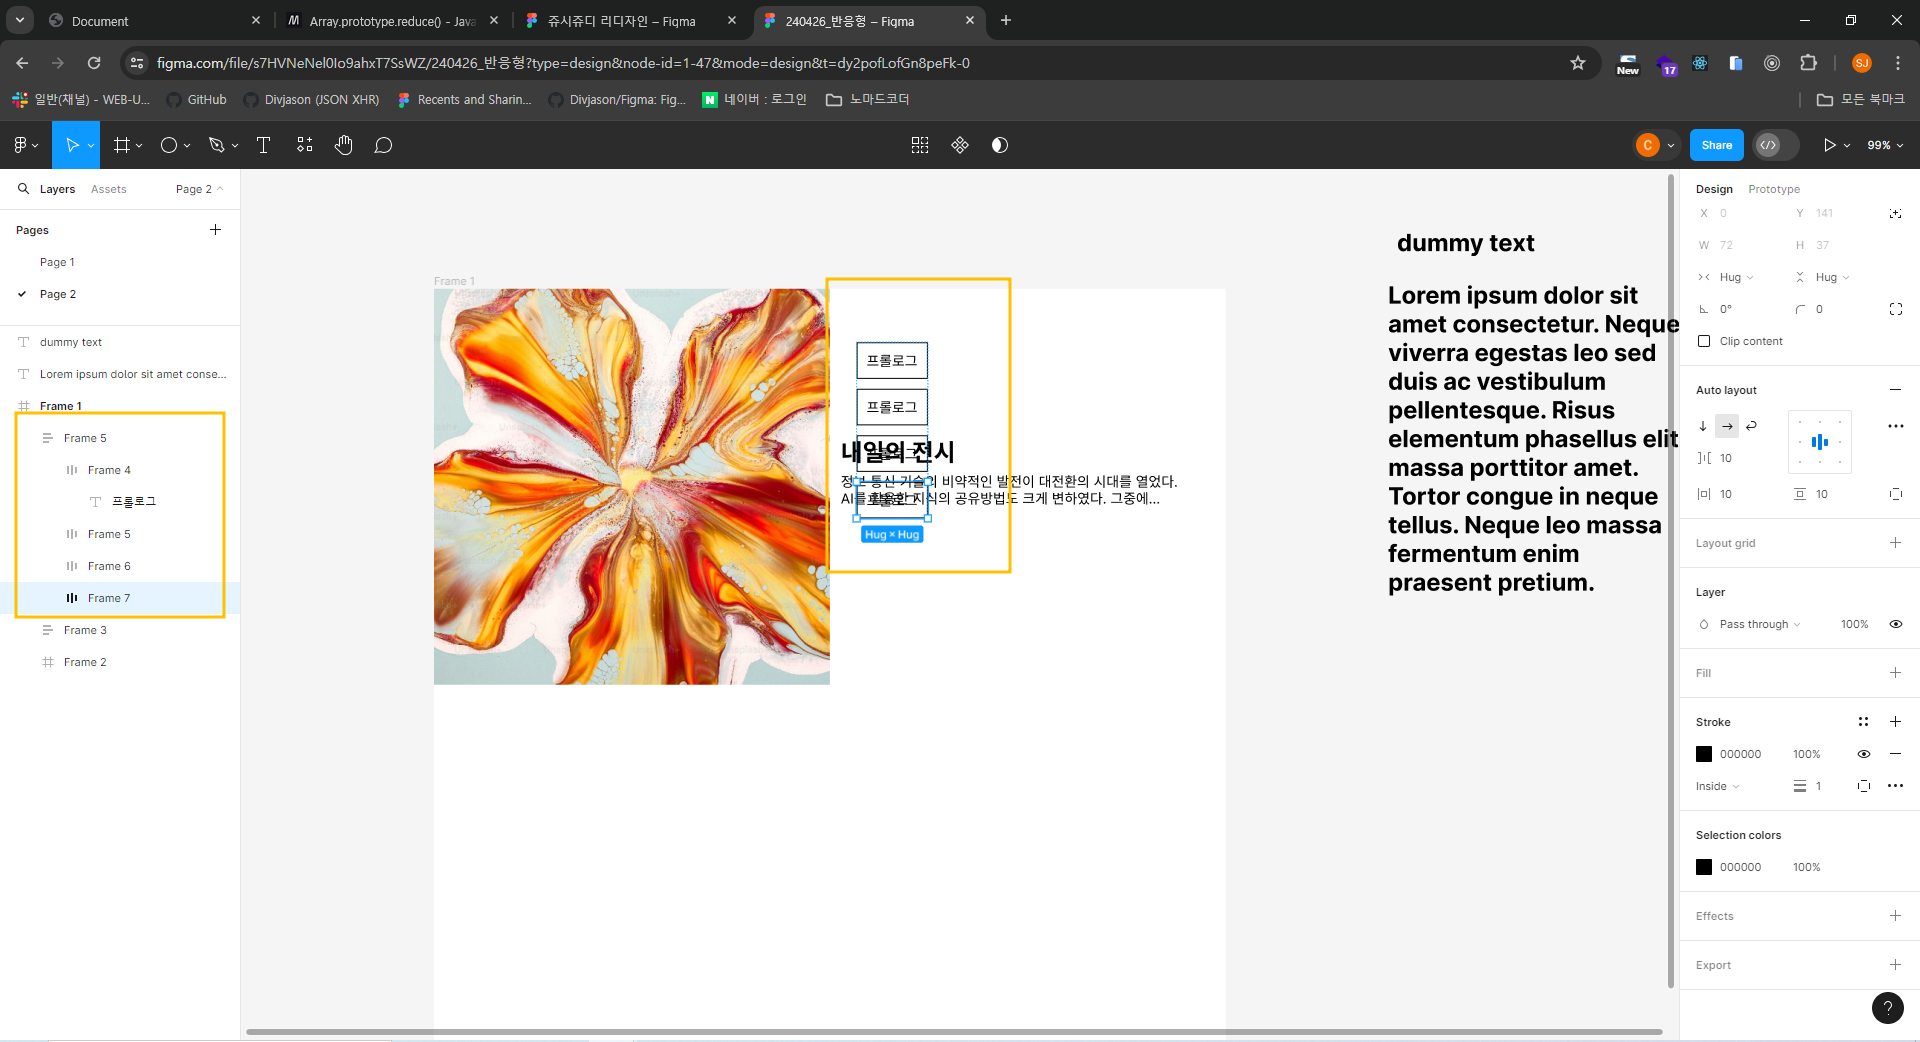 Document
Array.prototype.reduce() - Java
쥬시쥬디 리디자인 – Figma
240426_반응형 – Figma
figma.com/file/s7HVNeNel0Io9ahxT7SsWZ/240426_반응형?type=design&node-id=1-47&mode=design&t=dy2pofLofGn8peFk-0
New
17
SJ
일반(채널) - WEB-U...
GitHub
Divjason (JSON XHR)
Recents and Sharin...
Divjason/Figma: Fig...
N 네이버 : 로그인
노마드코더
모든 북마크
C
Share
99%
Layers
Assets
Page 2
Pages
Page 1
Page 2
dummy text
Lorem ipsum dolor sit amet conse...
Frame 1
Frame 5
Frame 4
프롤로그
Frame 5
Frame 6
Frame 7
Frame 3
Frame 2
Frame 1
프롤로그
프롤로그
프롤로그
내일의 전시
정보 통신 기술의 비약적인 발전이 대전환의 시대를 열었다.
AI를 활용한 지식의 공유방법도 크게 변하였다. 그중에...
프롤로그
Hug × Hug
dummy text
Lorem ipsum dolor sit
amet consectetur. Neque
viverra egestas leo sed
duis ac vestibulum
pellentesque. Risus
elementum phasellus elit
massa porttitor amet.
Tortor congue in neque
tellus. Neque leo massa
fermentum enim
praesent pretium.
Design
Prototype
X 0
Y 141
W 72
H 37
Hug
Hug
0°
0
Clip content
Auto layout
10
10
10
Layout grid
Layer
Pass through
100%
Fill
Stroke
000000
100%
Inside
1
Selection colors
000000
100%
Effects
Export
?